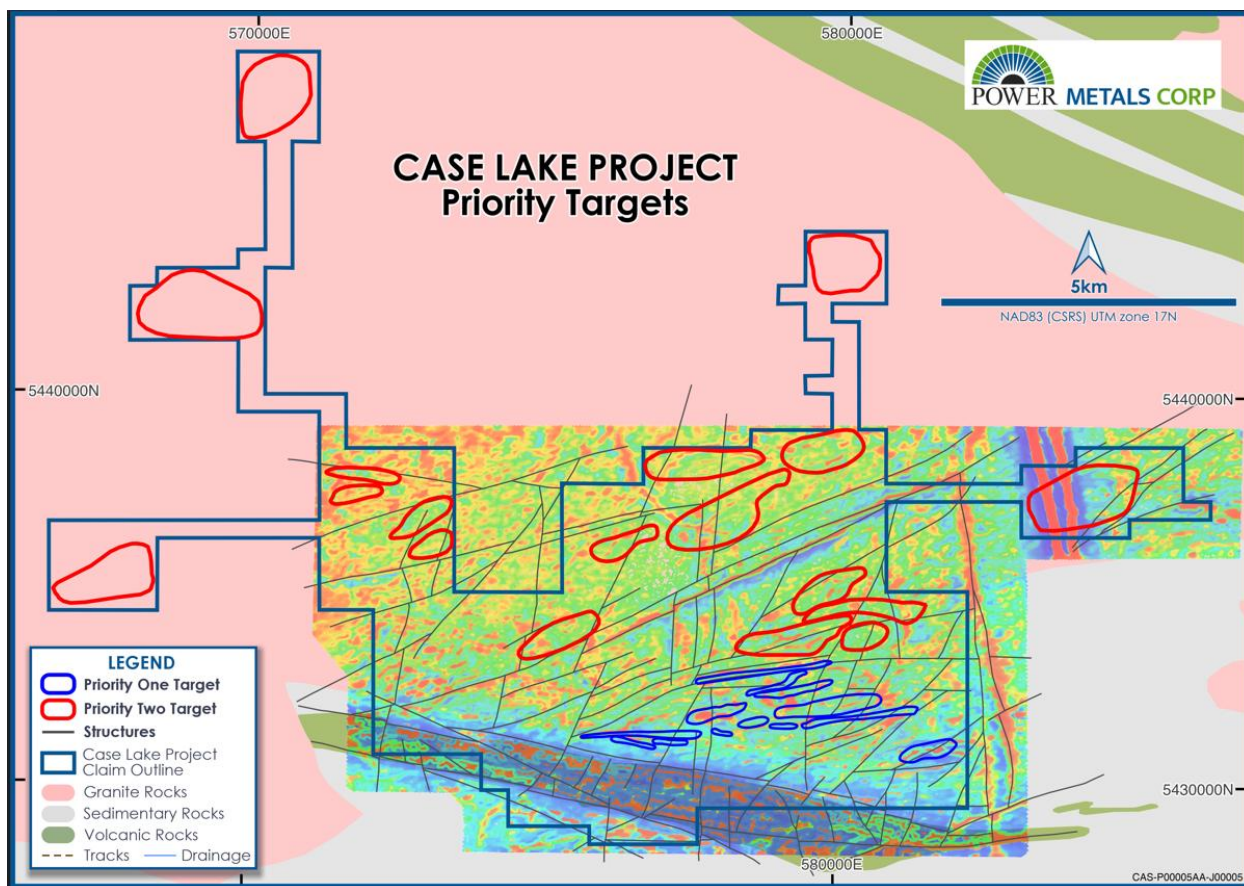 570000E
580000E
POWER METALS CORP
CASE LAKE PROJECT
Priority Targets
5km
NAD83 (CSRS) UTM zone 17N
5440000N
5440000N
LEGEND
Priority One Target
Priority Two Target
Structures
Case Lake Project
Claim Outline
Granite Rocks
Sedimentary Rocks
Volcanic Rocks
Tracks
Drainage
5430000N
580000E
CAS-P00005AA-J00005